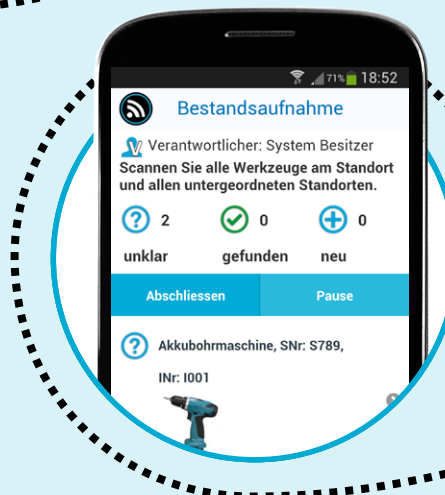 71% 18:52
Bestandsaufnahme
Verantwortlicher: System Besitzer
Scannen Sie alle Werkzeuge am Standort
und allen untergeordneten Standorten.
2 0 0
unklar gefunden neu
Abschliessen Pause
Akkubohrmaschine, SNr: S789,
INr: I001